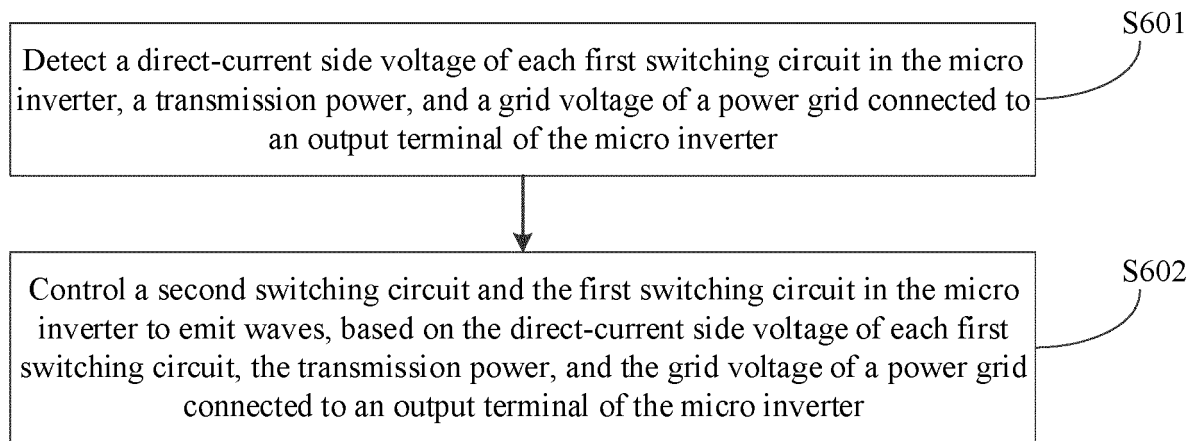 S601
Detect a direct-current side voltage of each first switching circuit in the micro
inverter, a transmission power, and a grid voltage of a power grid connected to
an output terminal of the micro inverter
S602
Control a second switching circuit and the first switching circuit in the micro
inverter to emit waves, based on the direct-current side voltage of each first
switching circuit, the transmission power, and the grid voltage of a power grid
connected to an output terminal of the micro inverter